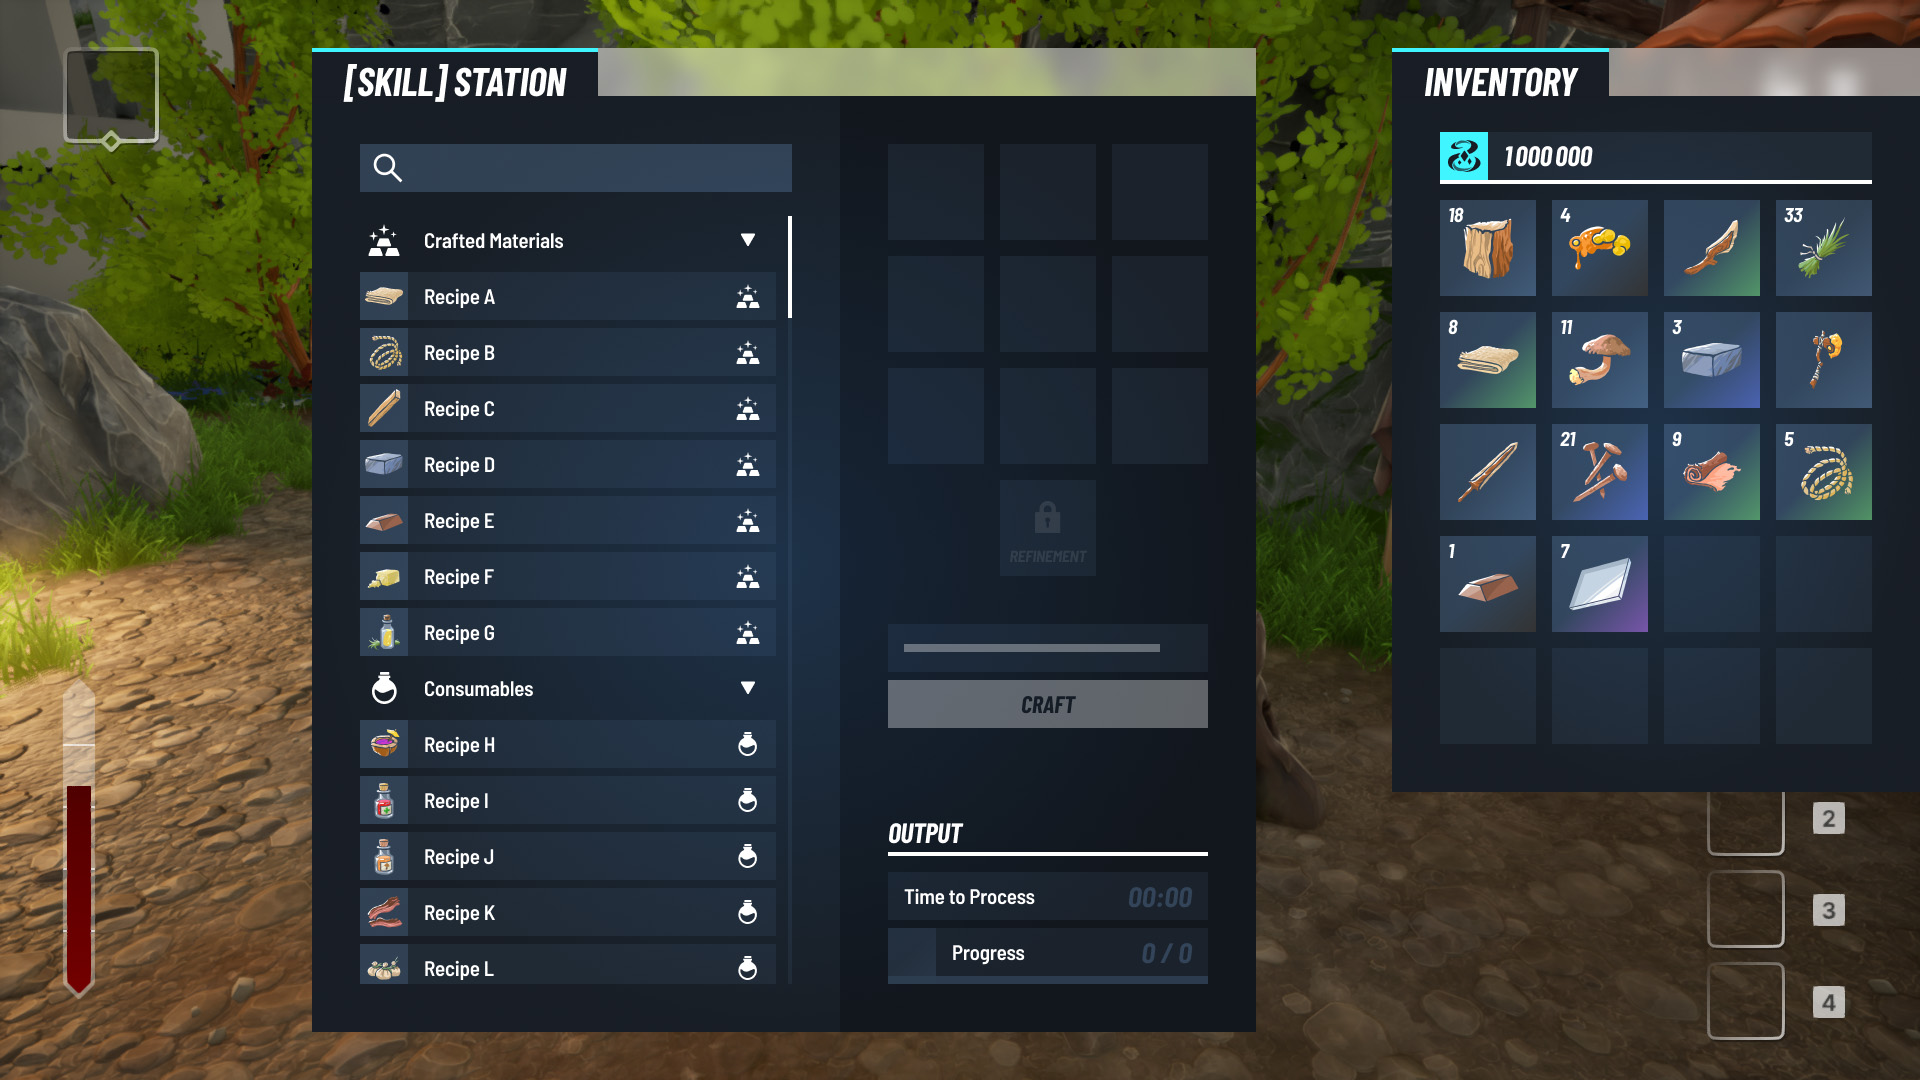 [SKILL] STATION
Crafted Materials
Recipe A
Recipe B
Recipe C
Recipe D
Recipe E
Recipe F
Recipe G
Consumables
Recipe H
Recipe I
Recipe J
Recipe K
Recipe L
REFINEMENT
CRAFT
OUTPUT
Time to Process 00:00
Progress 0 / 0
INVENTORY
1 000 000
18 4 33
8 11 3
21 9 5
1 7
2
3
4